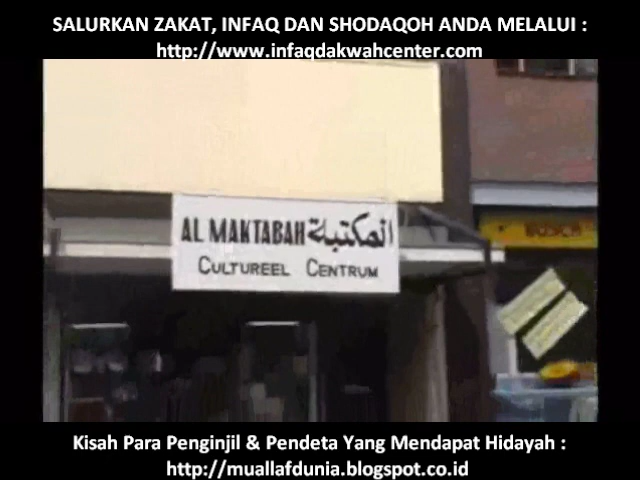 SALURKAN ZAKAT, INFAQ DAN SHODAQOH ANDA MELALUI :
http://www.infaqdakwahcenter.com
AL MAKTABAH المكتبة
CULTUREEL CENTRUM
Kisah Para Penginjil & Pendeta Yang Mendapat Hidayah :
http://muallafdunia.blogspot.co.id